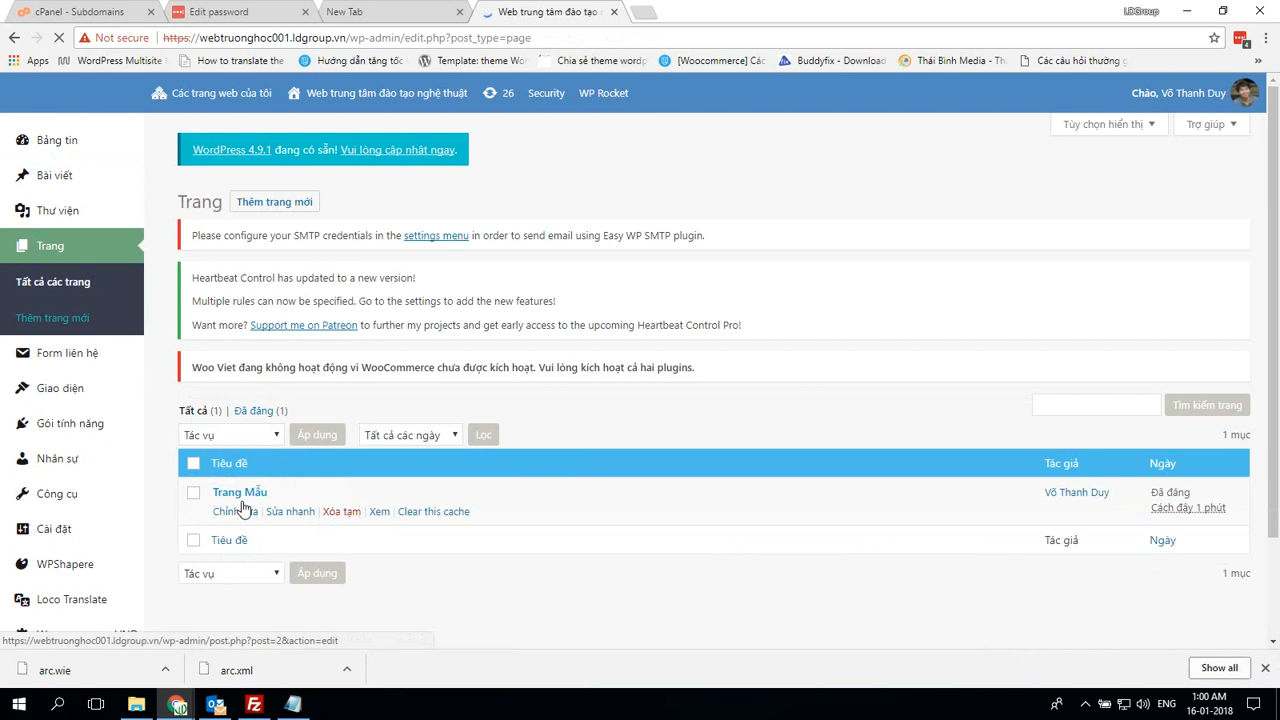 cPanel - Subdomains
Edit password
New Tab
Web trung tâm đào tạo
LDGroup
Not secure
https://webtruonghoc001.ldgroup.vn/wp-admin/edit.php?post_type=page
Apps
WordPress Multisite
How to translate the
Hướng dẫn tăng tốc
Template: theme Wor
Chia sẻ theme wordp
[Woocommerce] Các
Buddyfix - Download
Thái Bình Media - Th
Các câu hỏi thường g
4
Các trang web của tôi
Web trung tâm đào tạo nghệ thuật
26
Security
WP Rocket
Chào, Võ Thanh Duy
Tùy chọn hiển thị
Trợ giúp
Bảng tin
Bài viết
Thư viện
Trang
Tất cả các trang
Thêm trang mới
Form liên hệ
Giao diện
Gói tính năng
Nhân sự
Công cụ
Cài đặt
WPShapere
Loco Translate
WordPress 4.9.1 đang có sẵn! Vui lòng cập nhật ngay.
Trang
Thêm trang mới
Please configure your SMTP credentials in the settings menu in order to send email using Easy WP SMTP plugin.
Heartbeat Control has updated to a new version!
Multiple rules can now be specified. Go to the settings to add the new features!
Want more? Support me on Patreon to further my projects and get early access to the upcoming Heartbeat Control Pro!
Woo Viet đang không hoạt động vì WooCommerce chưa được kích hoạt. Vui lòng kích hoạt cả hai plugins.
Tất cả (1) | Đã đăng (1)
Tìm kiếm trang
Tác vụ
Áp dụng
Tất cả các ngày
Lọc
1 mục
Tiêu đề
Tác giả
Ngày
Trang Mẫu
Võ Thanh Duy
Đã đăng
Cách đây 1 phút
Sửa nhanh | Xóa tạm | Xem | Clear this cache
Tiêu đề
Tác giả
Ngày
Tác vụ
Áp dụng
1 mục
https://webtruonghoc001.ldgroup.vn/wp-admin/post.php?post=2&action=edit
arc.wie
arc.xml
Show all
ENG
1:00 AM
16-01-2018